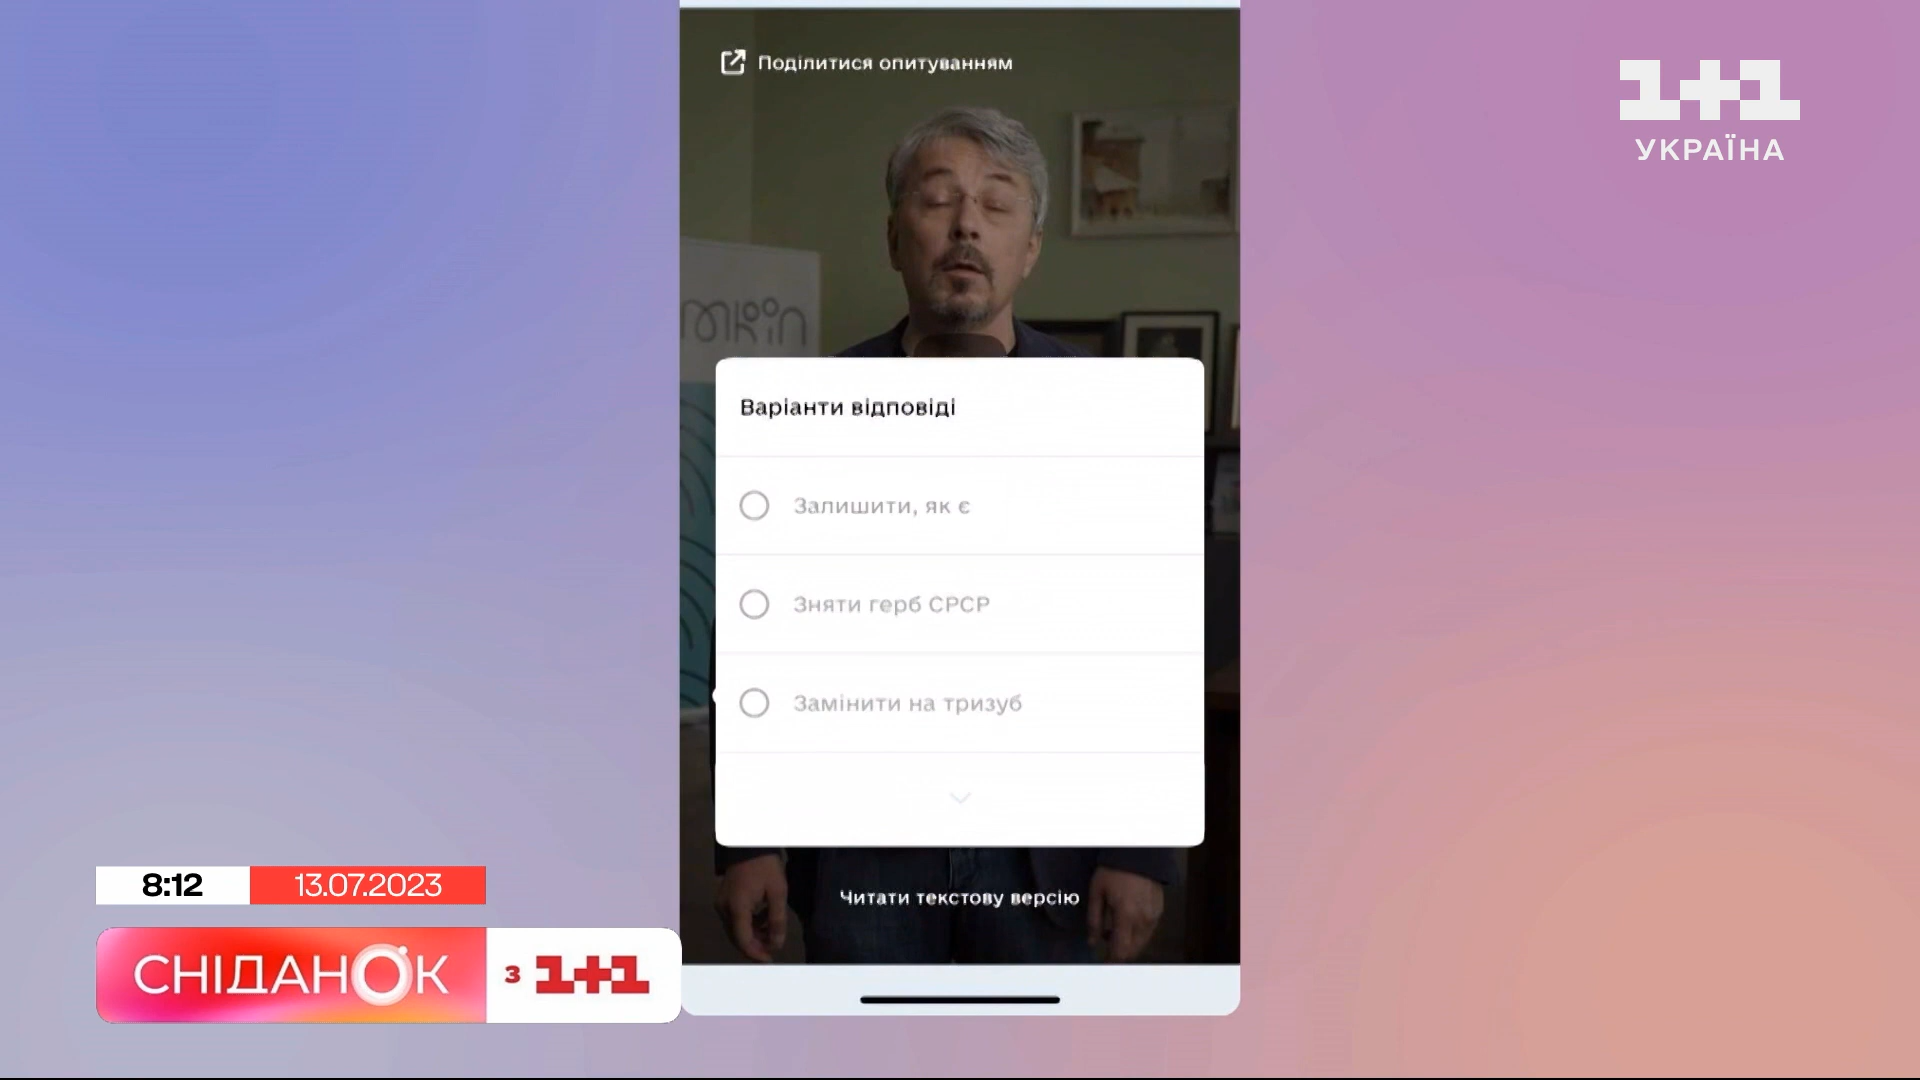 Поділитися опитуванням
1+1
УКРАЇНА
мкіп
Варіанти відповіді
Залишити, як є
Зняти герб СРСР
Замінити на тризуб
Читати текстову версію
8:12 13.07.2023
СНІДАНОК З 1+1